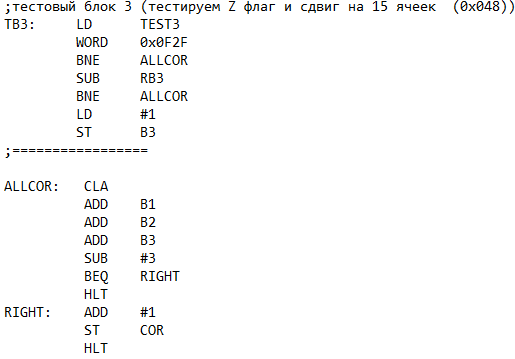 ;тестовый блок 3 (тестируем Z флаг и сдвиг на 15 ячеек  (0x048))
TB3:     LD      TEST3
         WORD    0x0F2F
         BNE     ALLCOR
         SUB     RB3
         BNE     ALLCOR
         LD      #1
         ST      B3
;=================
ALLCOR:  CLA
         ADD     B1
         ADD     B2
         ADD     B3
         SUB     #3
         BEQ     RIGHT
         HLT
RIGHT:   ADD     #1
         ST      COR
         HLT